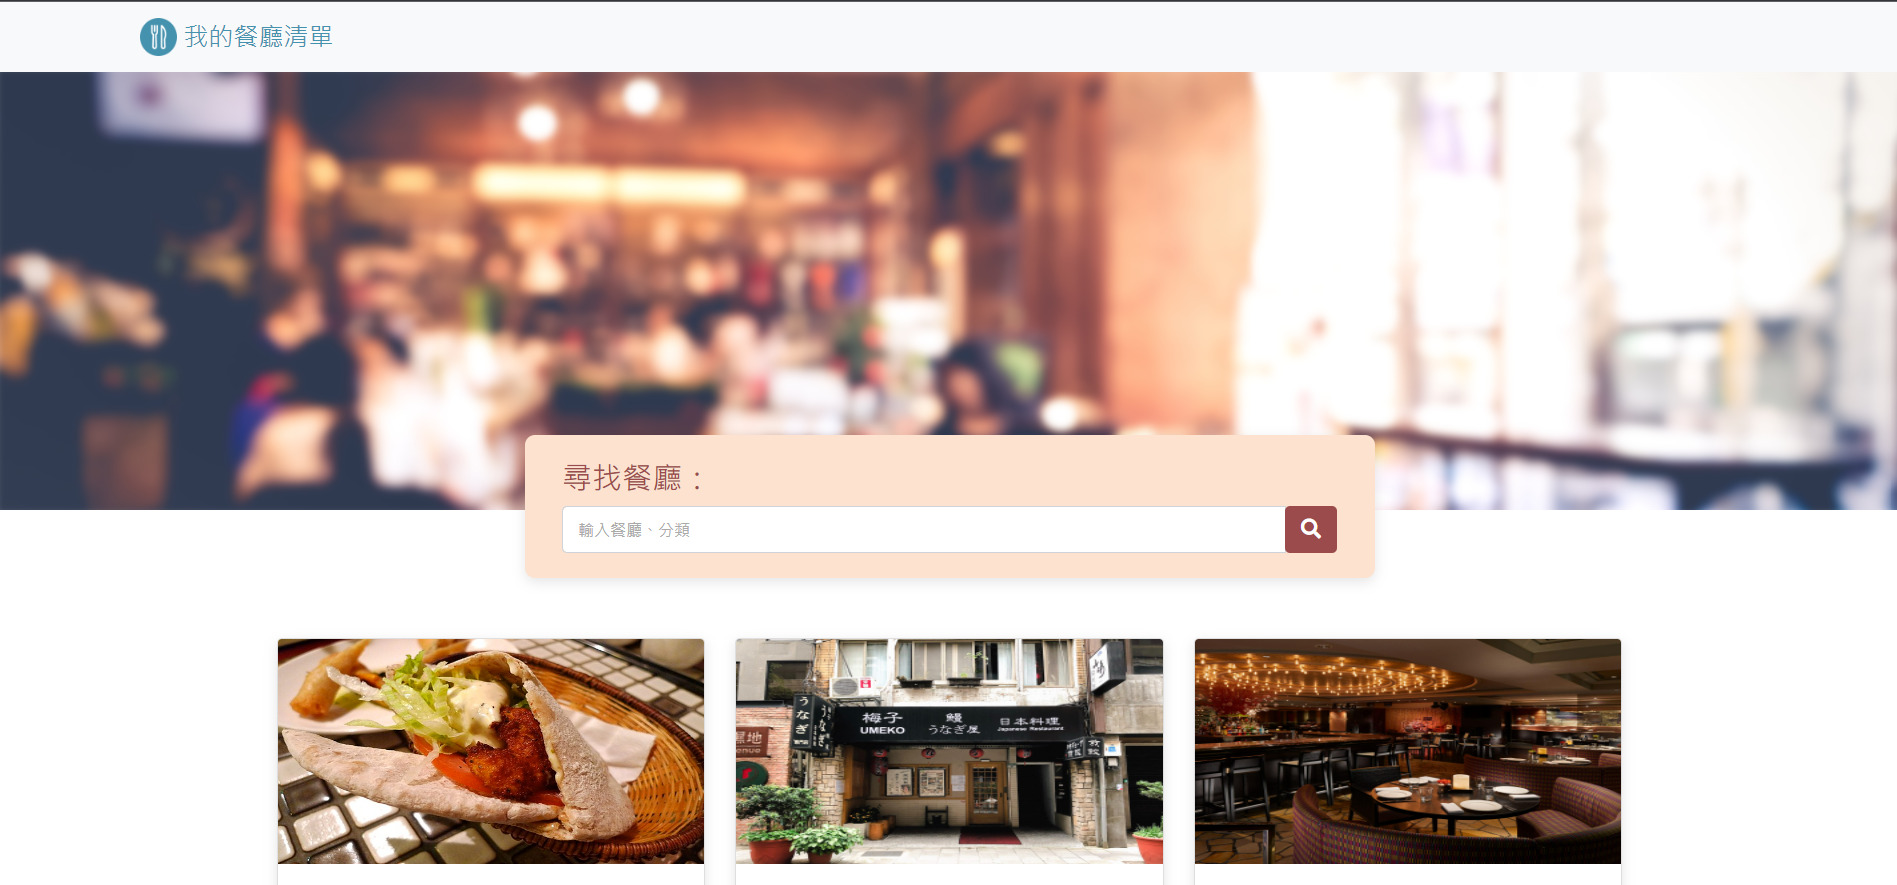 我的餐廳清單
尋找餐廳：
輸入餐廳、分類
うなぎ
梅子 鰻 日本料理
UMEKO うなぎ屋 Japanese Restaurant